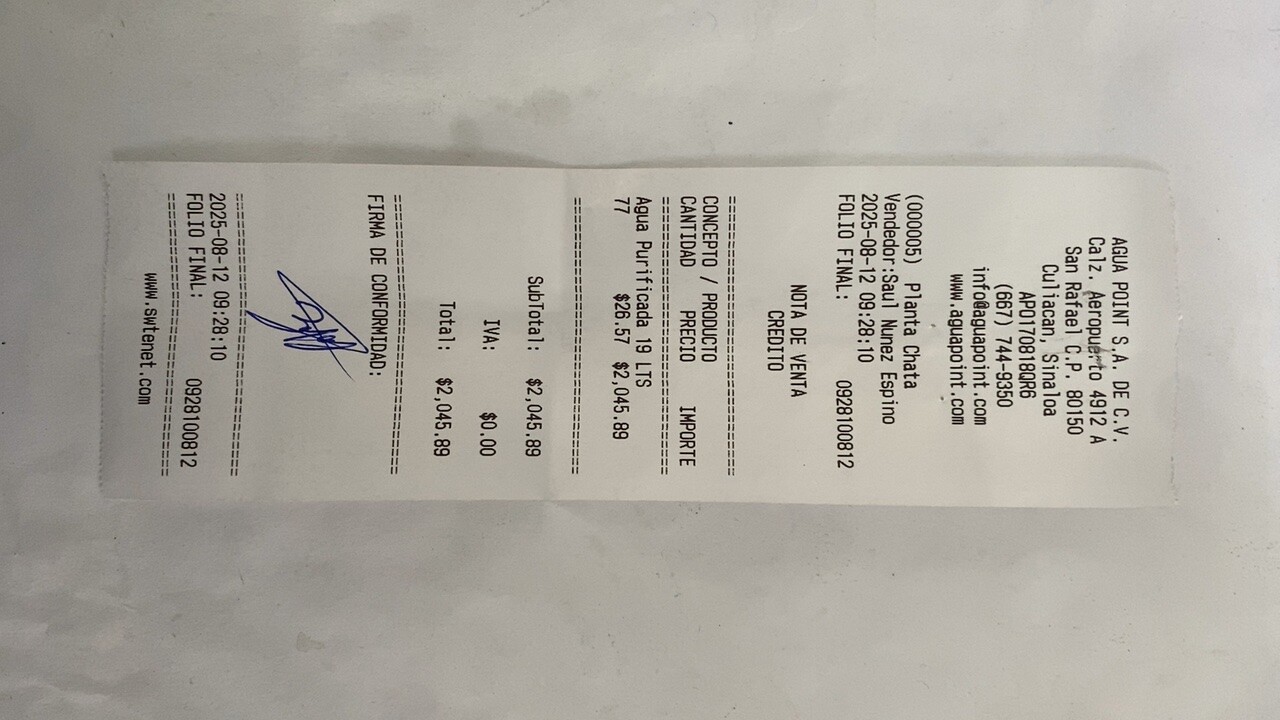 AGUA POINT S.A. DE C.V.
Calz. Aeropuerto 4912 A
San Rafael C.P. 80150
Culiacan, Sinaloa
APO170818QR6
(667) 744-9350
info@aguapoint.com
www.aguapoint.com
(000005) Planta Chata
Vendedor:Saul Nunez Espino
2025-08-12 09:28:10
FOLIO FINAL: 0928100812
NOTA DE VENTA
CREDITO
==============================
CONCEPTO / PRODUCTO
CANTIDAD PRECIO IMPORTE
==============================
Agua Purificada 19 LTS
77 $26.57 $2,045.89
==============================
SubTotal: $2,045.89
IVA: $0.00
Total: $2,045.89
==============================
FIRMA DE CONFORMIDAD:
==============================
2025-08-12 09:28:10
FOLIO FINAL: 0928100812
==============================
www.swtenet.com